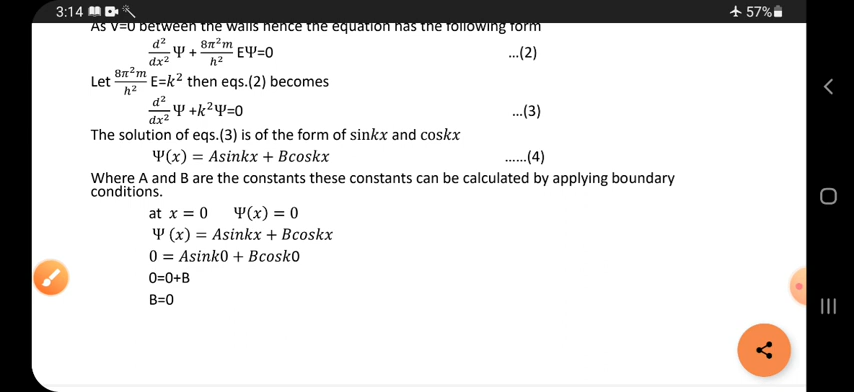 3:14
57%
As V=0 between the walls hence the equation has the following form
d²/dx² Ψ + 8π²m/h² EΨ=0 ...(2)
Let 8π²m/h² E=k² then eqs.(2) becomes
d²/dx² Ψ +k²Ψ=0 ...(3)
The solution of eqs.(3) is of the form of sinkx and coskx
Ψ(x) = Asinkx + Bcoskx ......(4)
Where A and B are the constants these constants can be calculated by applying boundary
conditions.
at x = 0 Ψ(x) = 0
Ψ (x) = Asinkx + Bcoskx
0 = Asink0 + Bcosk0
0=0+B
B=0